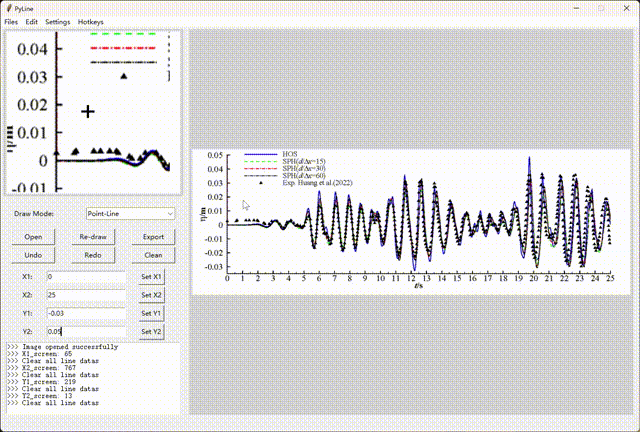 PyLine
Files Edit Settings Hotkeys
0.04
0.03
0.02
0.01
0
-0.01
η/m
Draw Mode: Point-Line
Open Re-draw Export
Undo Redo Clean
X1: 0 Set X1
X2: 25 Set X2
Y1: -0.03 Set Y1
Y2: 0.05 Set Y2
>>> Image opened successfully
>>> X1_screen: 65
>>> Clear all line datas
>>> X2_screen: 767
>>> Clear all line datas
>>> Y1_screen: 219
>>> Clear all line datas
>>> Y2_screen: 13
>>> Clear all line datas
HOS
SPH(d/Δx=15)
SPH(d/Δx=30)
SPH(d/Δx=60)
Exp. Huang et al.(2022)
0.05
0.04
0.03
0.02
0.01
0
-0.01
-0.02
-0.03
η/m
0 1 2 3 4 5 6 7 8 9 10 11 12 13 14 15 16 17 18 19 20 21 22 23 24 25
t/s